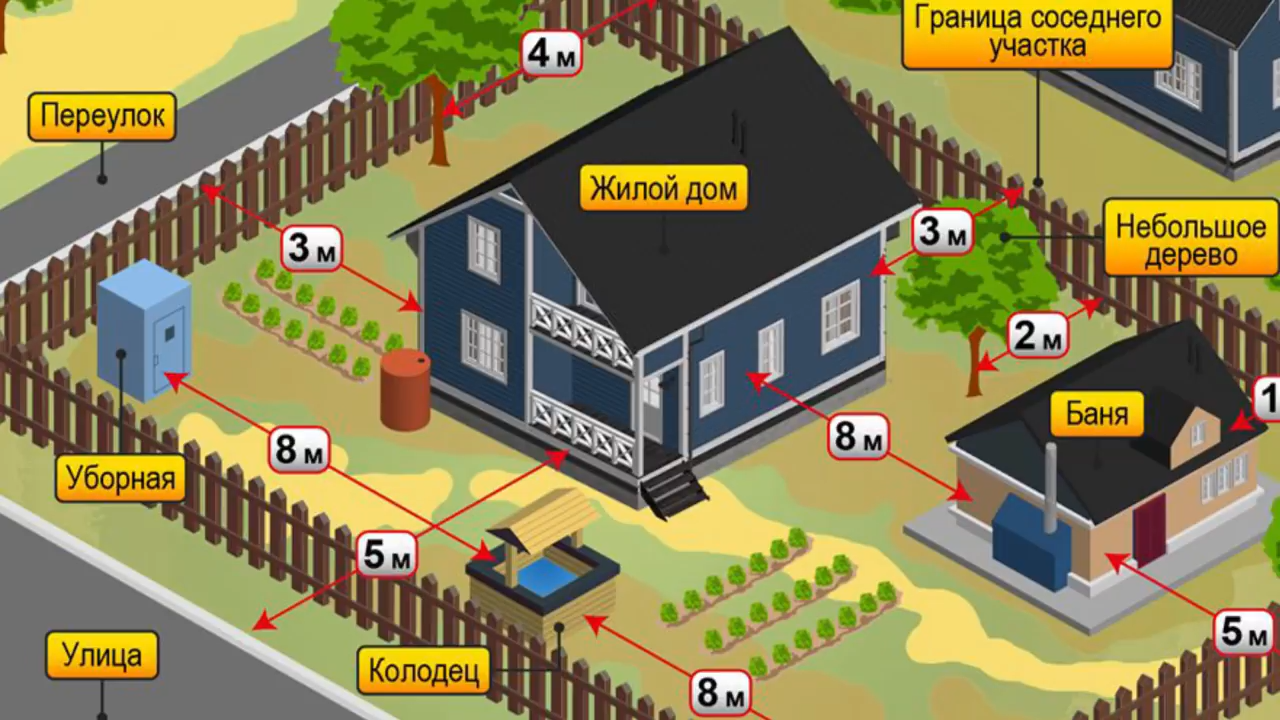 Граница соседнего
участка
4 м
Переулок
Жилой дом
3 м
3 м
Небольшое
дерево
2 м
1
Баня
8 м
8 м
Уборная
5 м
5 м
Улица
Колодец
8 м